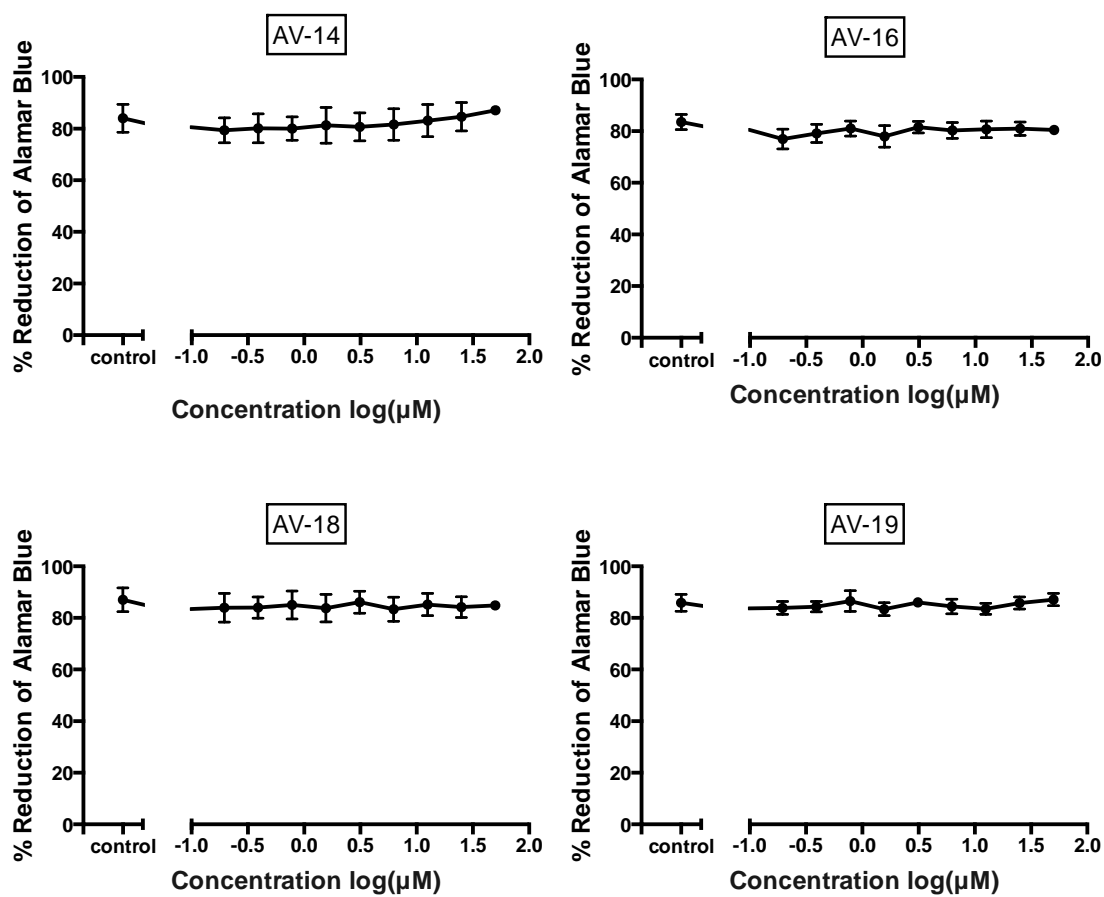 AV-14
% Reduction of Alamar Blue
100
80
60
40
20
0
control
-1.0 -0.5 0.0 0.5 1.0 1.5 2.0
Concentration log(μM)
AV-16
% Reduction of Alamar Blue
100
80
60
40
20
0
control
-1.0 -0.5 0.0 0.5 1.0 1.5 2.0
Concentration log(μM)
AV-18
% Reduction of Alamar Blue
100
80
60
40
20
0
control
-1.0 -0.5 0.0 0.5 1.0 1.5 2.0
Concentration log(μM)
AV-19
% Reduction of Alamar Blue
100
80
60
40
20
0
control
-1.0 -0.5 0.0 0.5 1.0 1.5 2.0
Concentration log(μM)